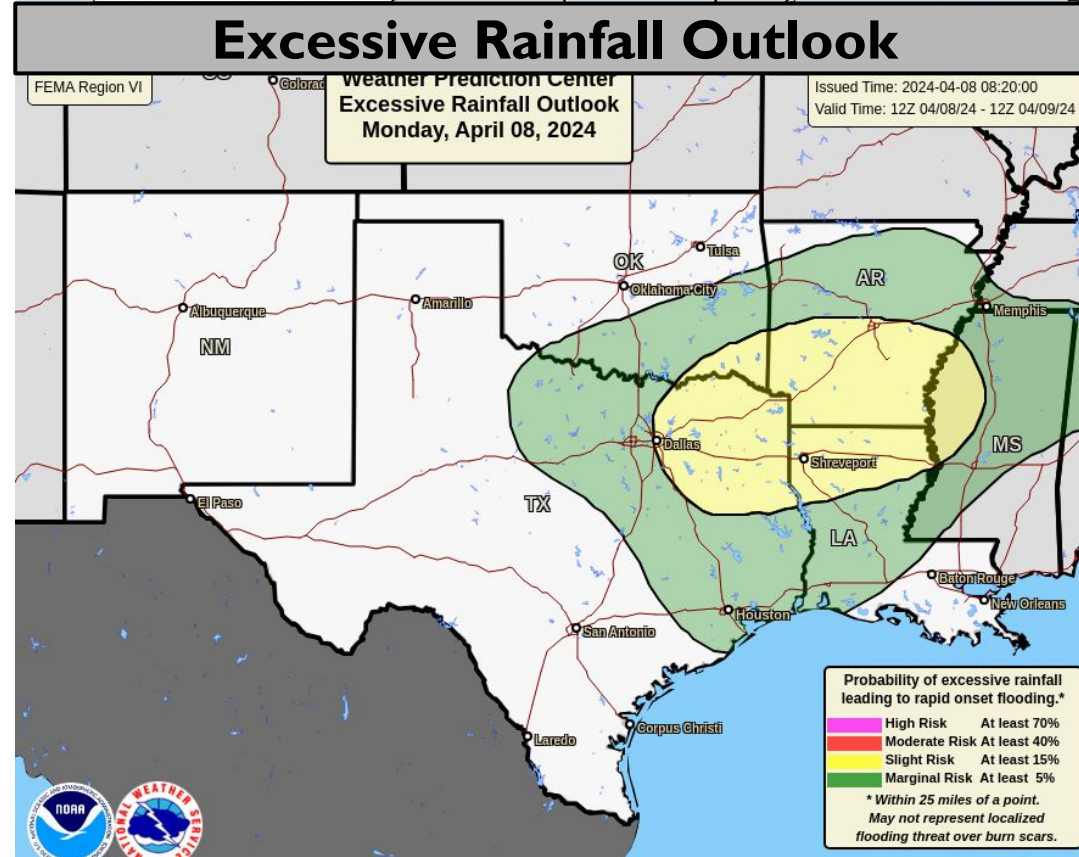 Excessive Rainfall Outlook
FEMA Region VI
Weather Prediction Center
Excessive Rainfall Outlook
Monday, April 08, 2024
Issued Time: 2024-04-08 08:20:00
Valid Time: 12Z 04/08/24 - 12Z 04/09/24
Colorad
Tulsa
OK
Oklahoma City
AR
Albuquerque
Amarillo
Memphis
NM
Dallas
MS
Shreveport
El Paso
TX
LA
Baton Rouge
New Orleans
Houston
San Antonio
Corpus Christi
Laredo
Probability of excessive rainfall
leading to rapid onset flooding.*
High Risk At least 70%
Moderate Risk At least 40%
Slight Risk At least 15%
Marginal Risk At least 5%
* Within 25 miles of a point.
May not represent localized
flooding threat over burn scars.
NOAA
NATIONAL WEATHER SERVICE